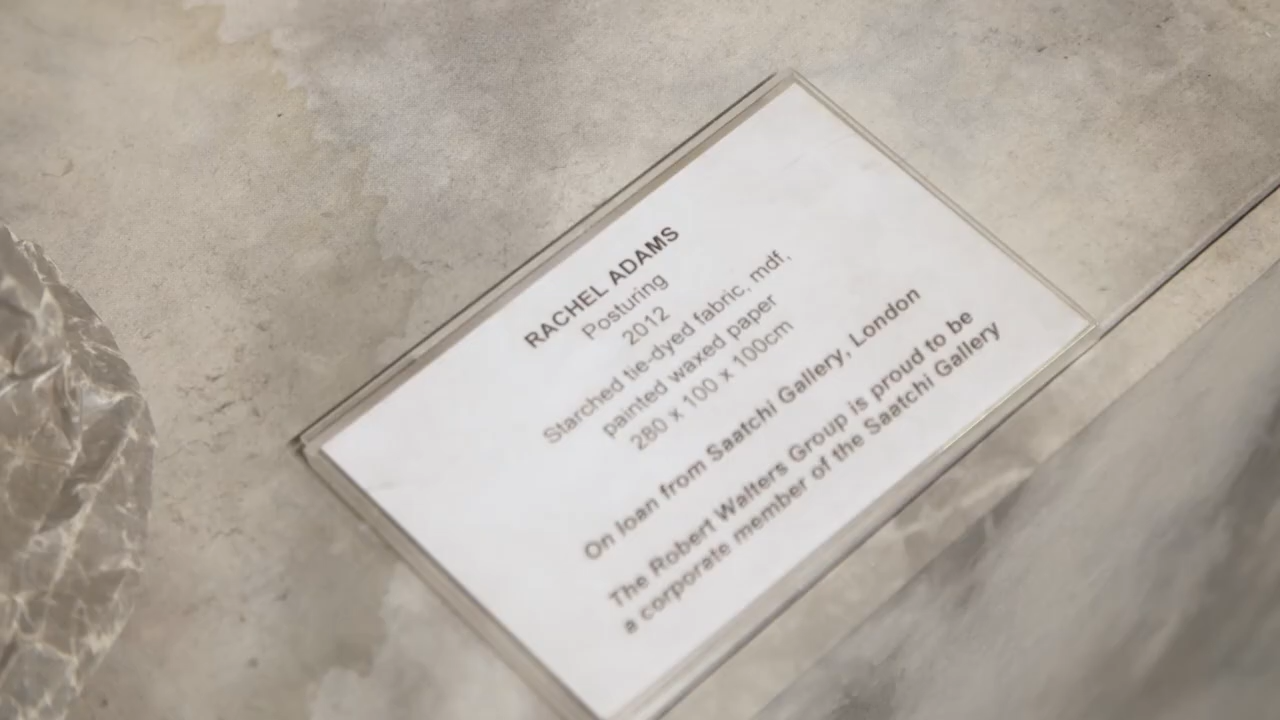 RACHEL ADAMS
Posturing
2012
Starched tie-dyed fabric, mdf,
painted waxed paper
280 x 100 x 100cm
On loan from Saatchi Gallery, London
The Robert Walters Group is proud to be
a corporate member of the Saatchi Gallery